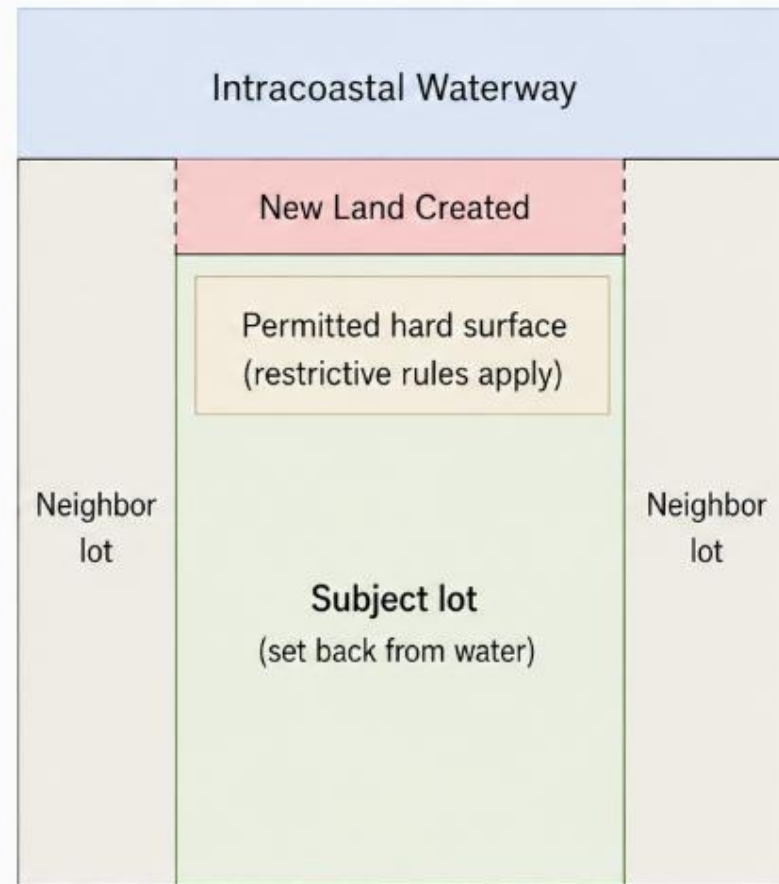 Intracoastal Waterway
New Land Created
Permitted hard surface
(restrictive rules apply)
Neighbor
lot
Neighbor
lot
Subject lot
(set back from water)